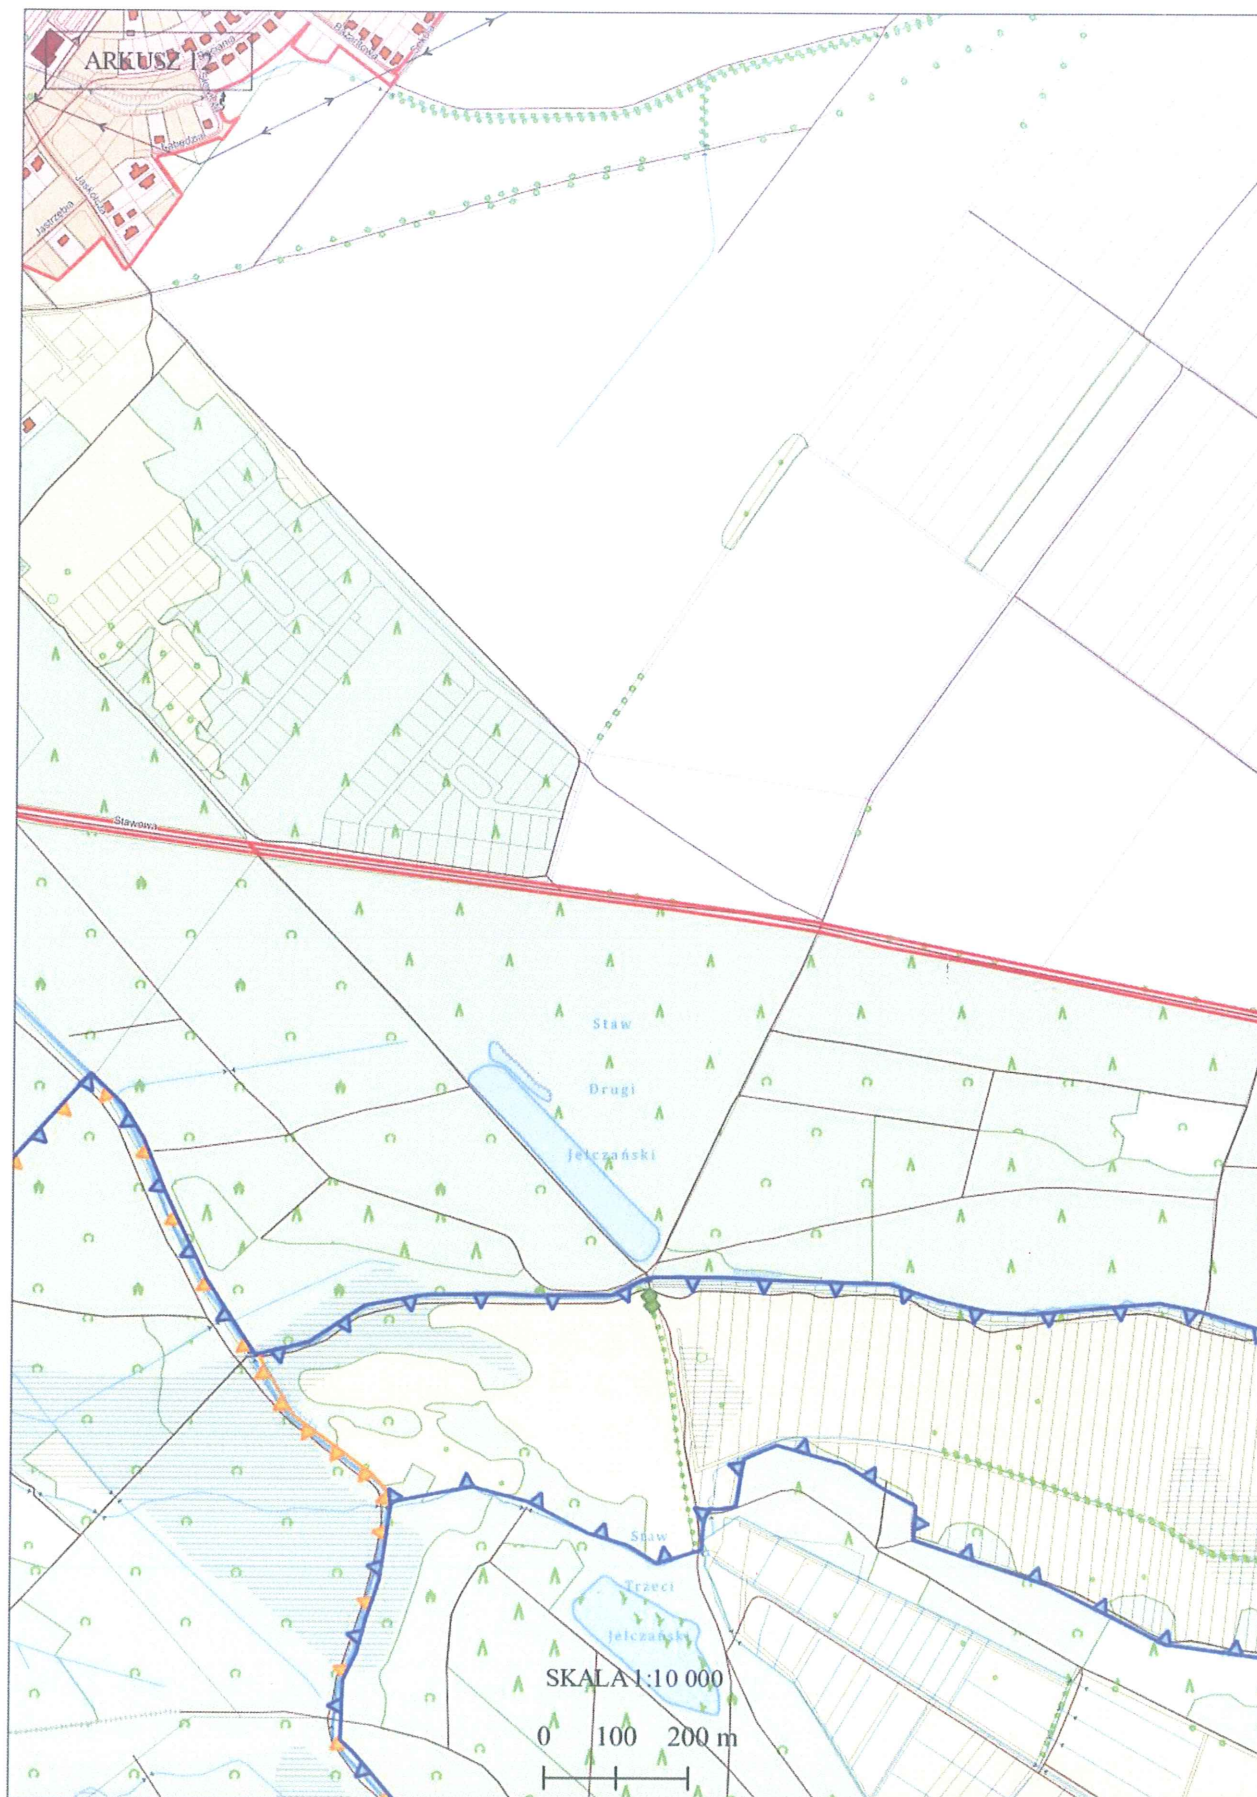 ARKUSZ 12
Bażantowa
Łabędzia
Jaskółcza
Jastrzębia
Stawowa
Staw
Drugi
Jelczański
Staw
Trzeci
Jelczański
SKALA 1:10 000
0 100 200 m